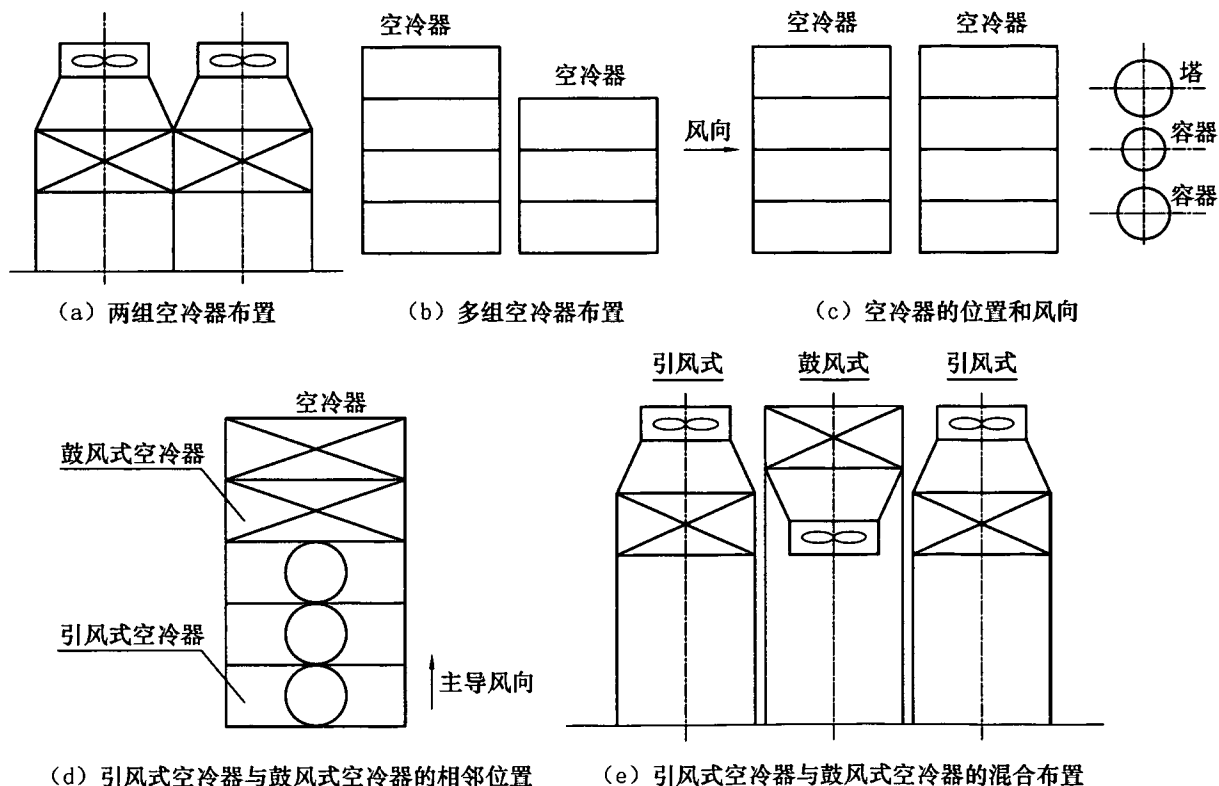 空冷器
空冷器
空冷器
空冷器
塔
风向
容器
容器
（a）两组空冷器布置
（b）多组空冷器布置
（c）空冷器的位置和风向
空冷器
鼓风式空冷器
引风式空冷器
主导风向
引风式
鼓风式
引风式
（d）引风式空冷器与鼓风式空冷器的相邻位置
（e）引风式空冷器与鼓风式空冷器的混合布置